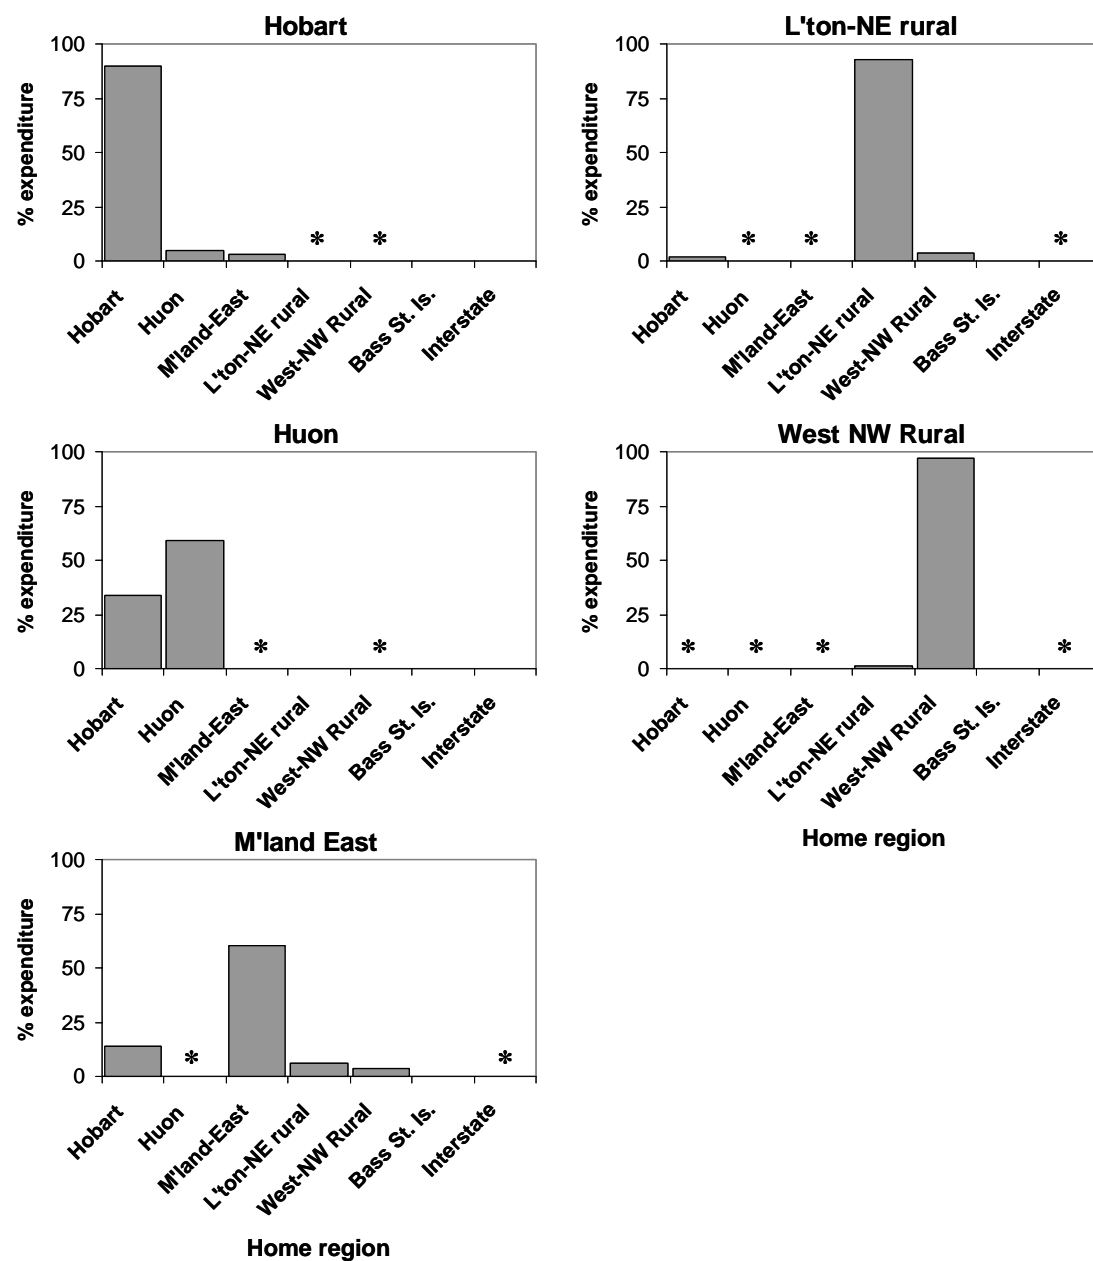 Hobart
% expenditure
100
75
50
25
0
* *
Hobart
Huon
M'land-East
L'ton-NE rural
West-NW Rural
Bass St. Is.
Interstate
L'ton-NE rural
% expenditure
100
75
50
25
0
* * *
Hobart
Huon
M'land-East
L'ton-NE rural
West-NW Rural
Bass St. Is.
Interstate
Huon
% expenditure
100
75
50
25
0
* *
Hobart
Huon
M'land-East
L'ton-NE rural
West-NW Rural
Bass St. Is.
Interstate
West NW Rural
% expenditure
100
75
50
25
0
* * * *
Hobart
Huon
M'land-East
L'ton-NE rural
West-NW Rural
Bass St. Is.
Interstate
Home region
M'land East
% expenditure
100
75
50
25
0
* *
Hobart
Huon
M'land-East
L'ton-NE rural
West-NW Rural
Bass St. Is.
Interstate
Home region